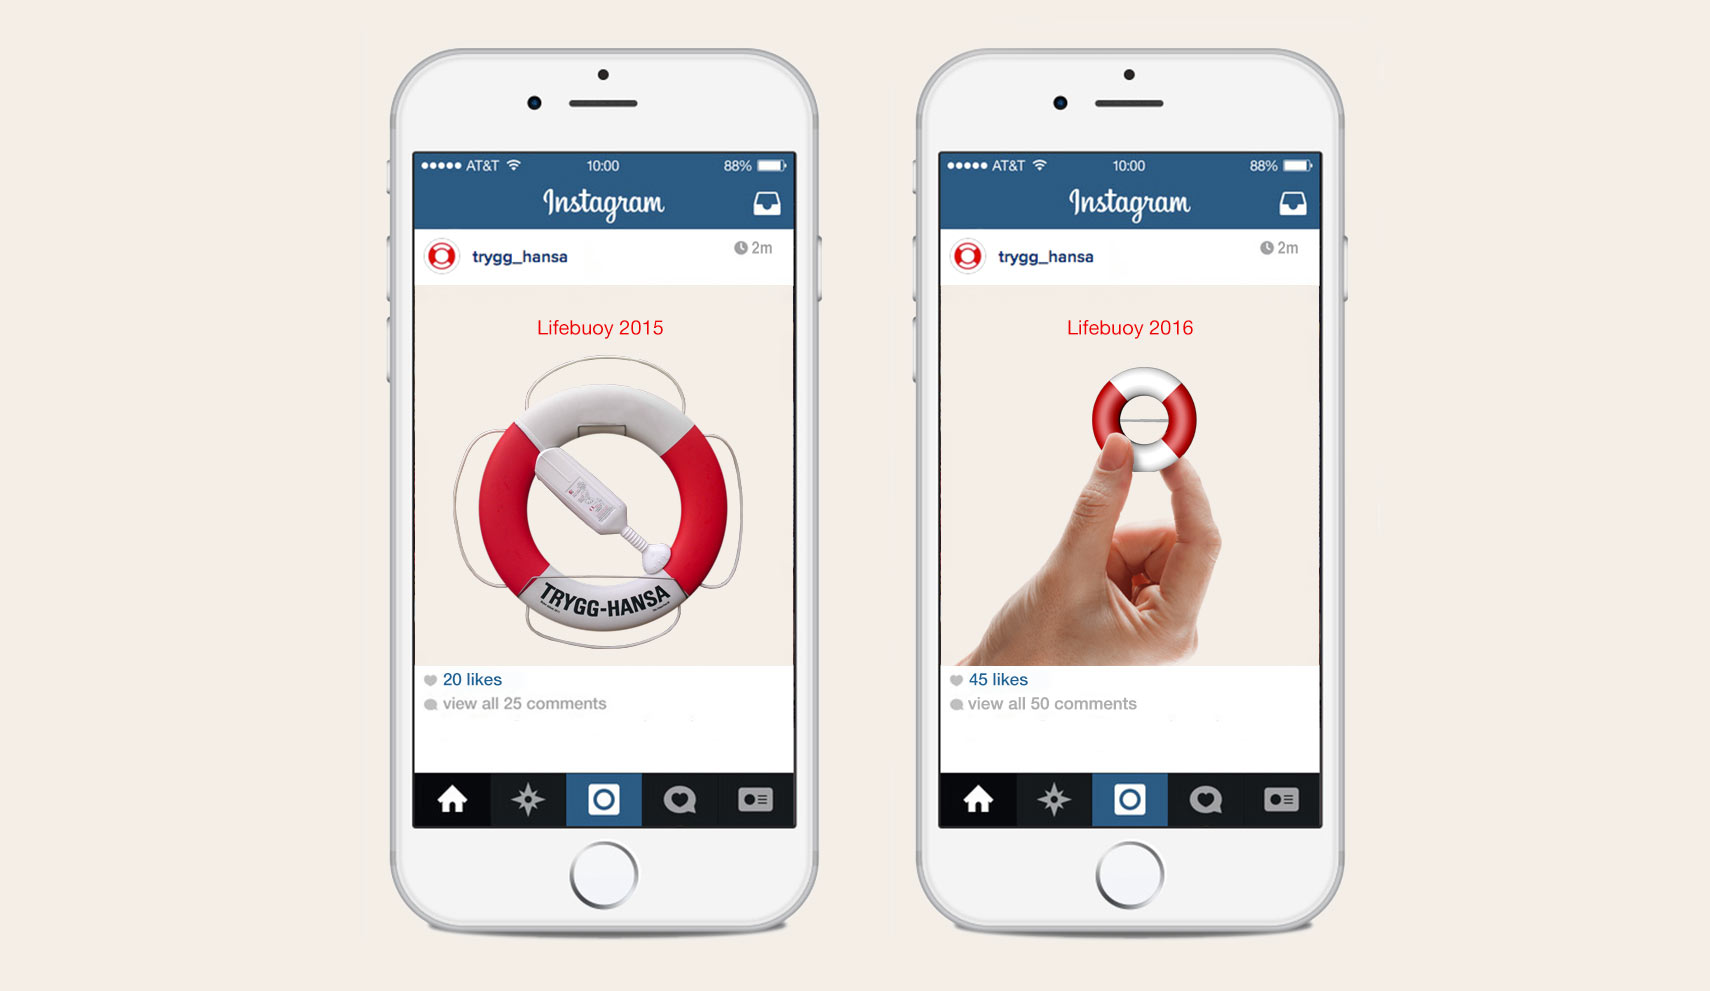 AT&T 10:00 88%
Instagram
trygg_hansa 2m
Lifebuoy 2015
TRYGG-HANSA
20 likes
view all 25 comments
AT&T 10:00 88%
Instagram
trygg_hansa 2m
Lifebuoy 2016
45 likes
view all 50 comments